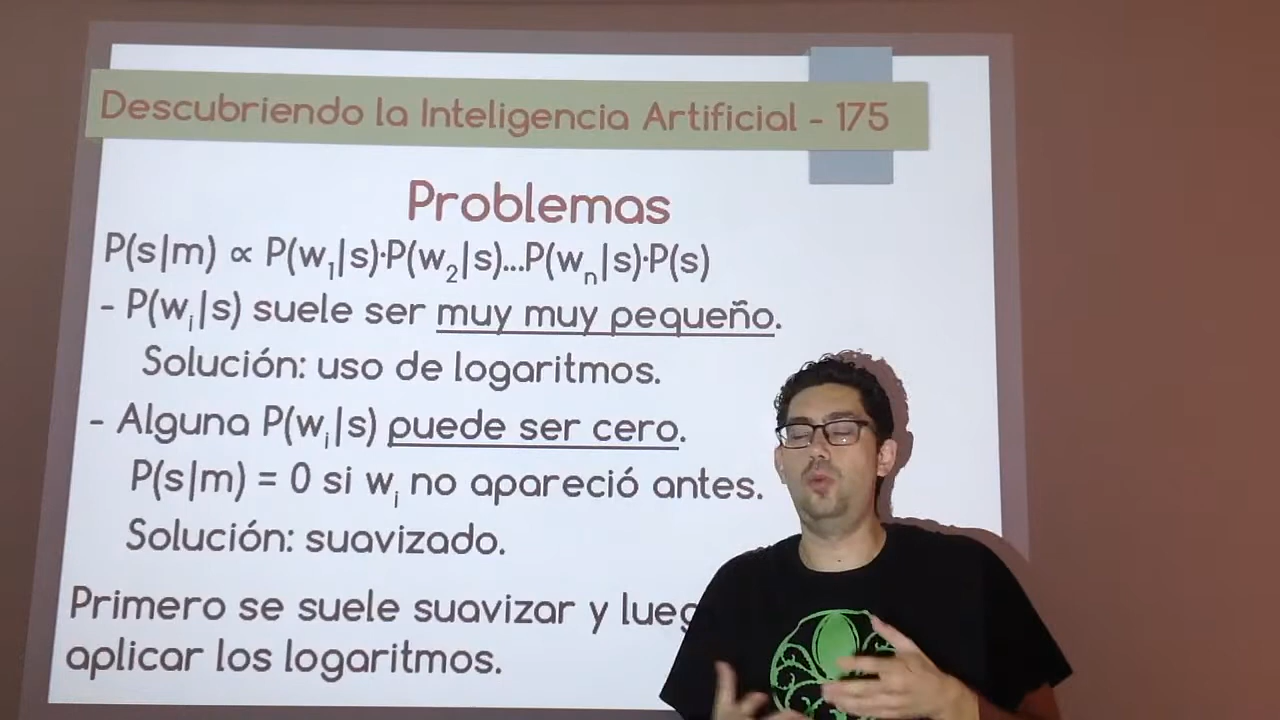 Descubriendo la Inteligencia Artificial - 175
Problemas
P(s|m) ∝ P(w₁|s)·P(w₂|s)...P(wₙ|s)·P(s)
- P(wᵢ|s) suele ser muy muy pequeño.
Solución: uso de logaritmos.
- Alguna P(wᵢ|s) puede ser cero.
P(s|m) = 0 si wᵢ no apareció antes.
Solución: suavizado.
Primero se suele suavizar y
aplicar los logaritmos.